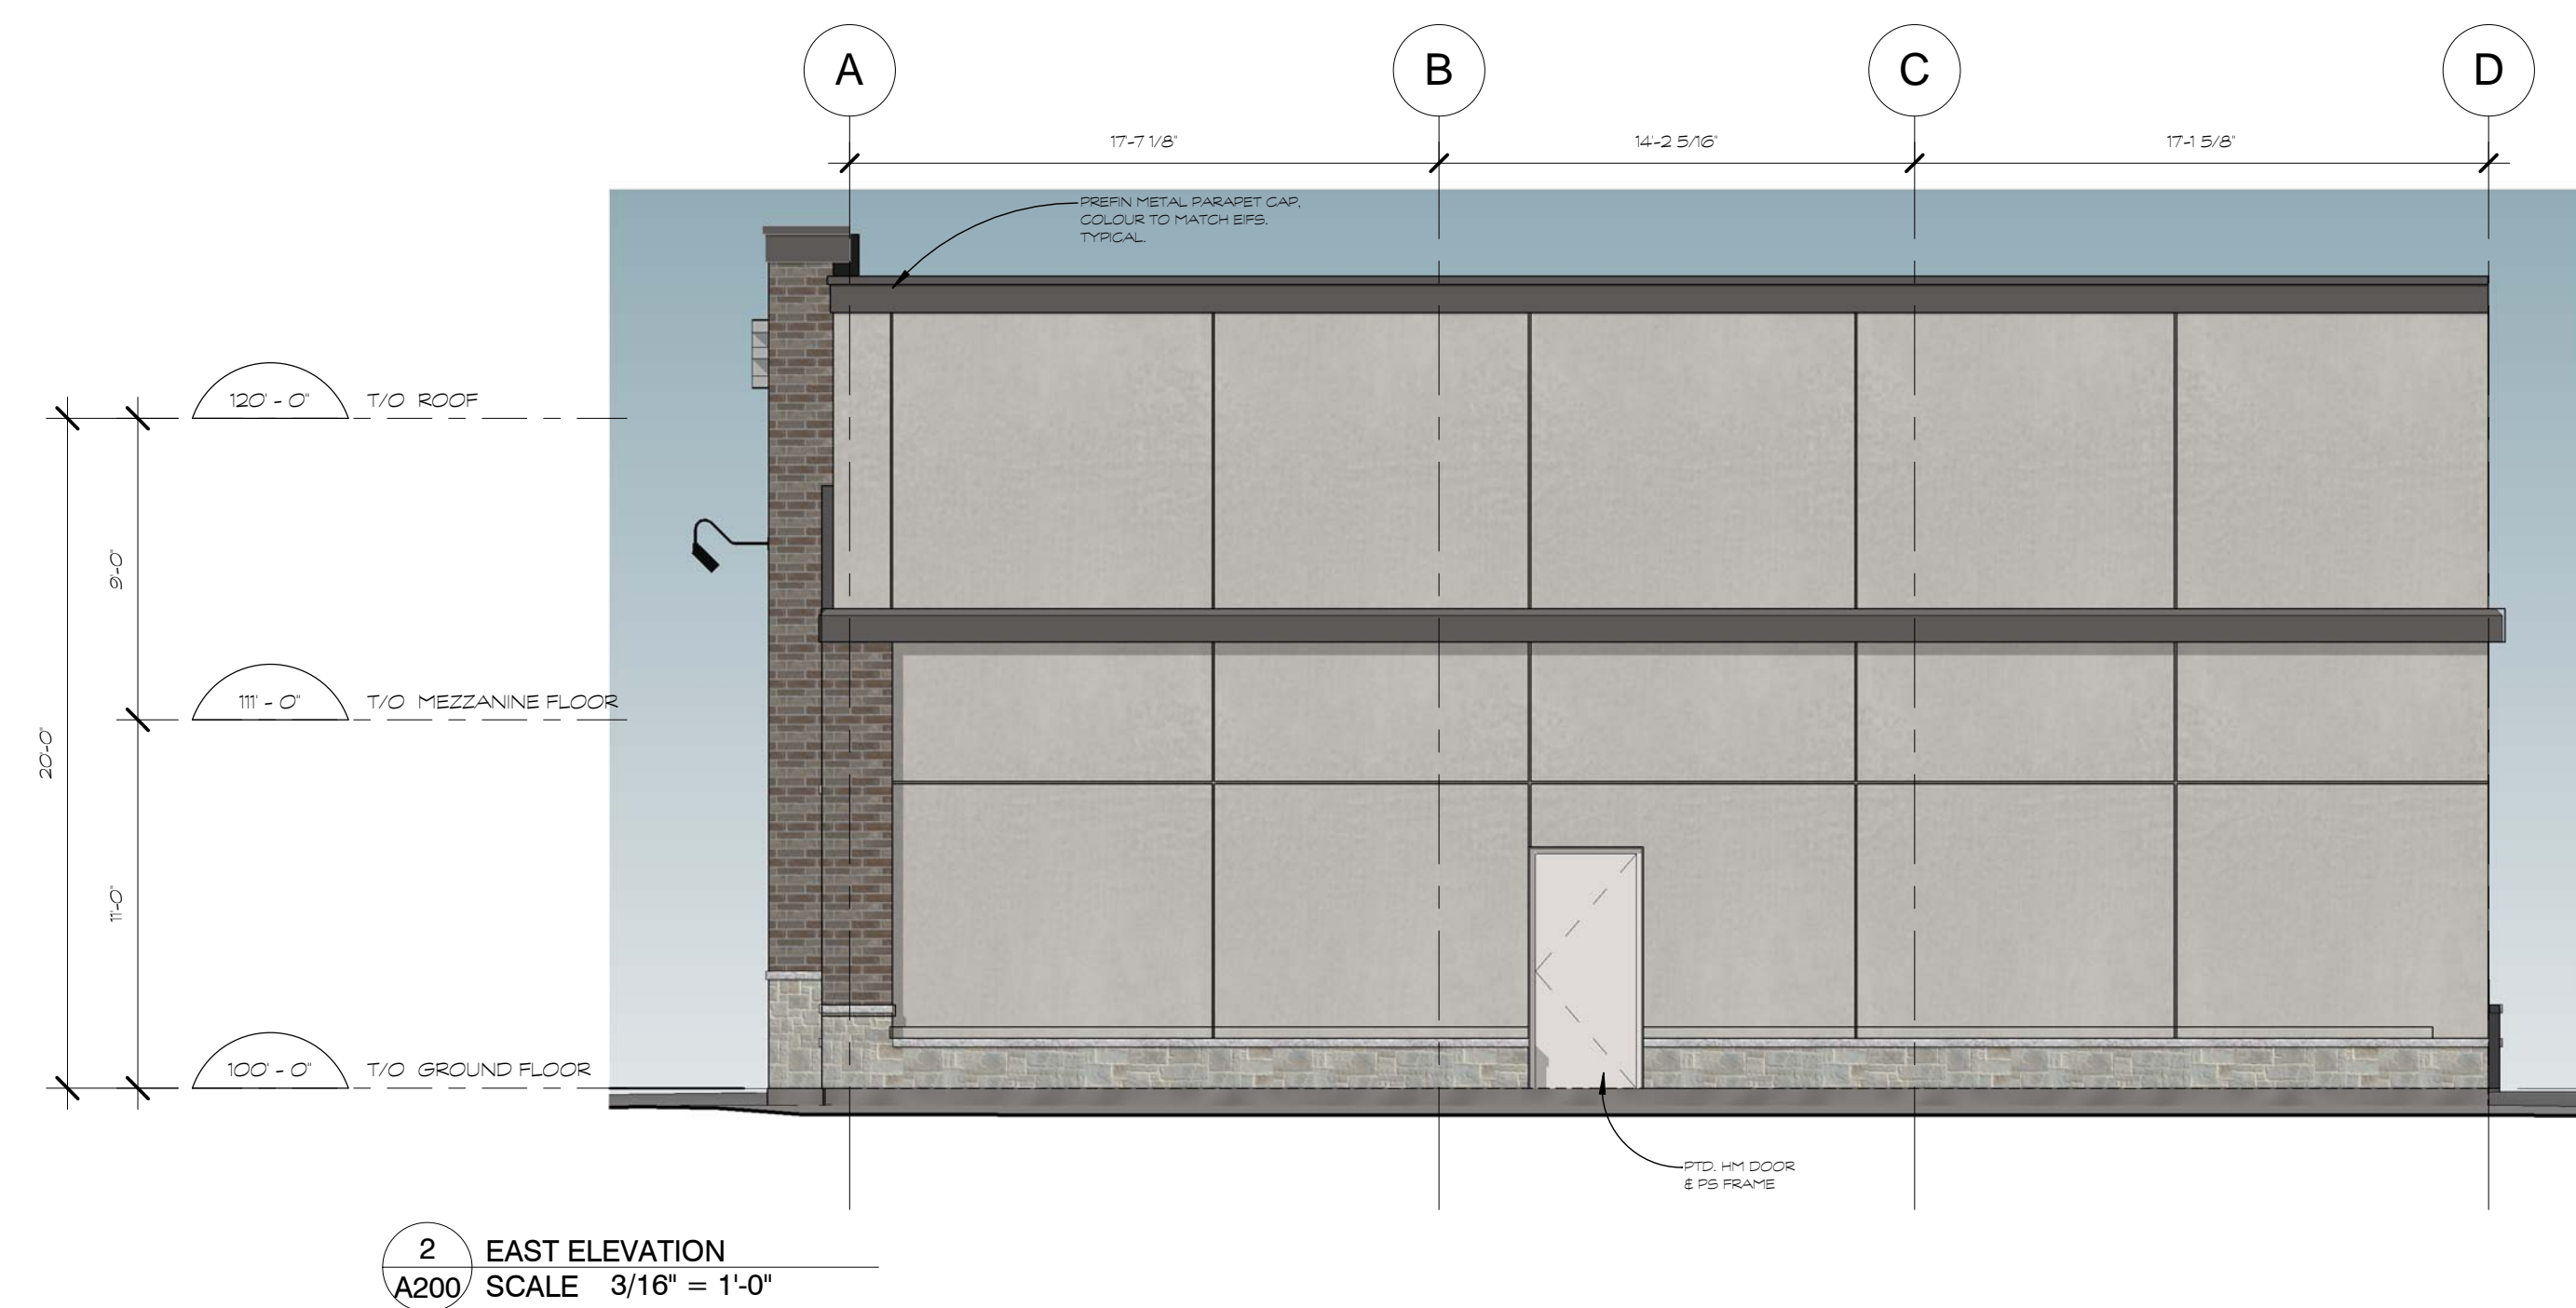 A B C D
17'-7 1/8" 14'-2 5/16" 17'-1 5/8"
PREFIN METAL PARAPET CAP,
COLOUR TO MATCH EIFS.
TYPICAL.
120' - 0" T/O ROOF
9'-0"
111' - 0" T/O MEZZANINE FLOOR
20'-0"
11'-0"
100' - 0" T/O GROUND FLOOR
PTD. HM DOOR
& PS FRAME
2 EAST ELEVATION
A200 SCALE 3/16" = 1'-0"